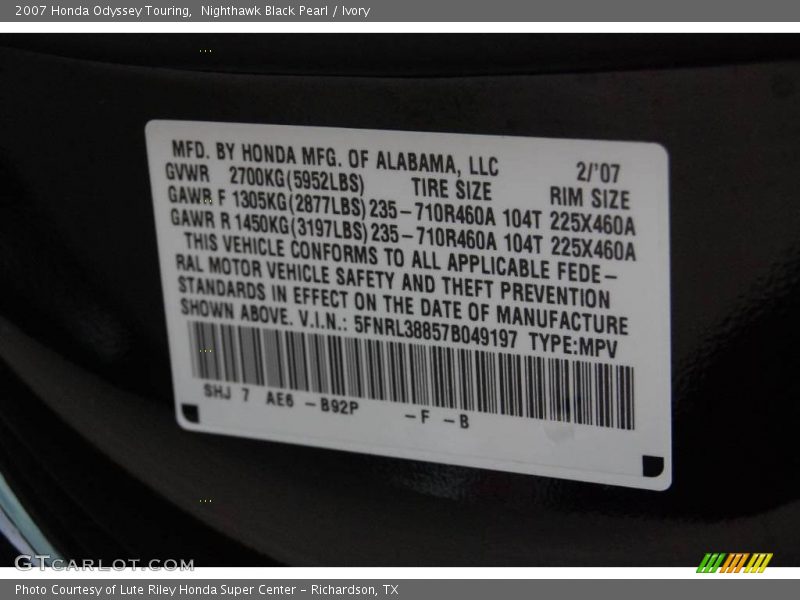 2007 Honda Odyssey Touring,  Nighthawk Black Pearl / Ivory
MFD. BY HONDA MFG. OF ALABAMA, LLC 2/'07
GVWR 2700KG(5952LBS) TIRE SIZE RIM SIZE
GAWR F 1305KG(2877LBS) 235-710R460A 104T 225X460A
GAWR R 1450KG(3197LBS) 235-710R460A 104T 225X460A
THIS VEHICLE CONFORMS TO ALL APPLICABLE FEDE-
RAL MOTOR VEHICLE SAFETY AND THEFT PREVENTION
STANDARDS IN EFFECT ON THE DATE OF MANUFACTURE
SHOWN ABOVE. V.I.N.: 5FNRL38857B049197 TYPE:MPV
SHJ 7 AE6 -B92P -F -B
GTCARLOT.COM
Photo Courtesy of Lute Riley Honda Super Center - Richardson, TX